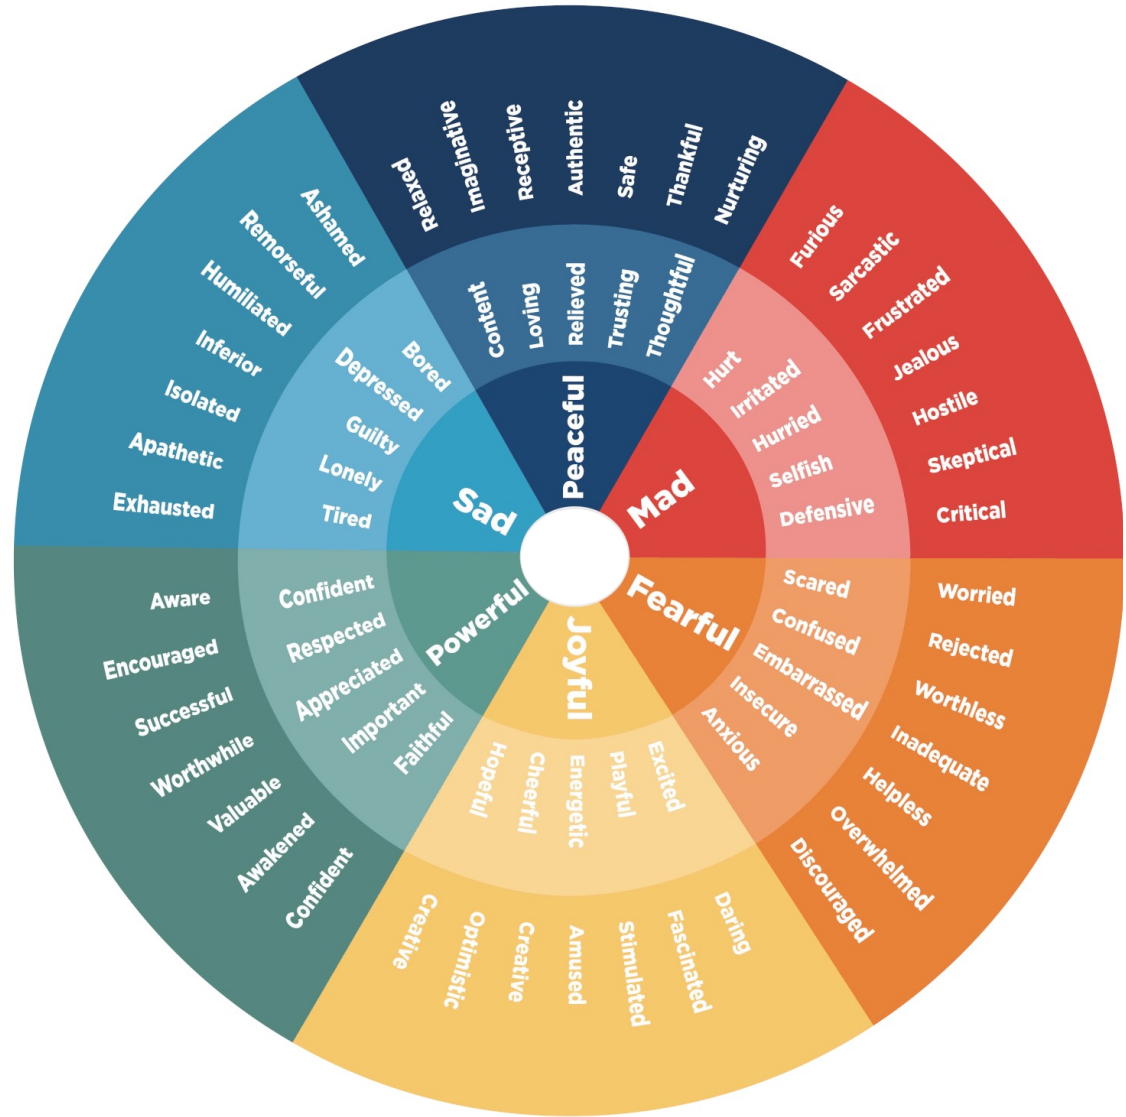 Peaceful
Content
Loving
Relieved
Trusting
Thoughtful
Relaxed
Imaginative
Receptive
Authentic
Safe
Thankful
Nurturing
Mad
Hurt
Irritated
Hurried
Selfish
Defensive
Furious
Sarcastic
Frustrated
Jealous
Hostile
Skeptical
Critical
Fearful
Scared
Confused
Embarrassed
Insecure
Anxious
Worried
Rejected
Worthless
Inadequate
Helpless
Overwhelmed
Discouraged
Joyful
Excited
Playful
Energetic
Cheerful
Hopeful
Daring
Fascinated
Stimulated
Amused
Creative
Optimistic
Creative
Powerful
Faithful
Important
Appreciated
Respected
Confident
Confident
Awakened
Valuable
Worthwhile
Successful
Encouraged
Aware
Sad
Tired
Lonely
Guilty
Depressed
Bored
Exhausted
Apathetic
Isolated
Inferior
Humiliated
Remorseful
Ashamed